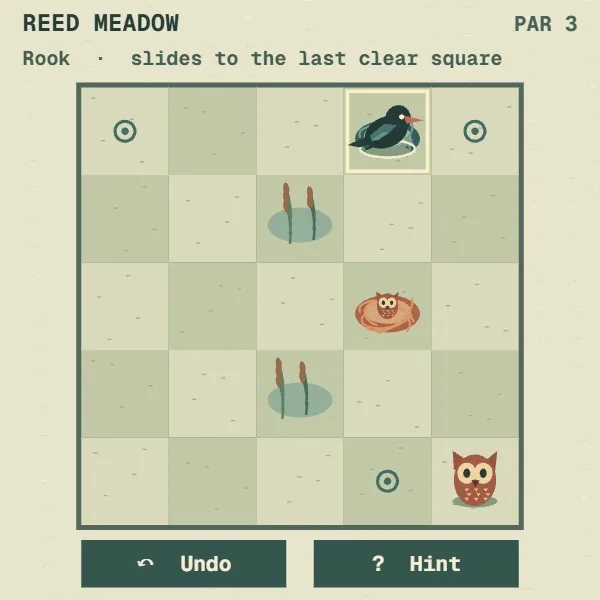 REED MEADOW
PAR 3
Rook · slides to the last clear square
Undo
? Hint